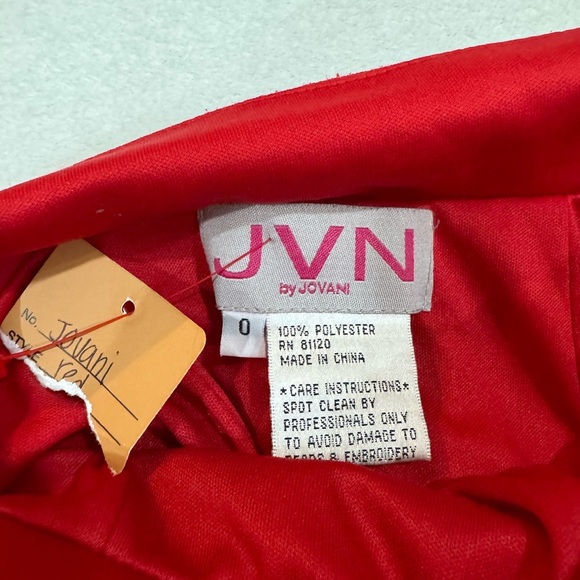 JVN
by JOVANI
0
100% POLYESTER
RN 81120
MADE IN CHINA
*CARE INSTRUCTIONS*
SPOT CLEAN BY
PROFESSIONALS ONLY
TO AVOID DAMAGE TO
BEADS & EMBROIDERY
NO. Jovani
STYLE red